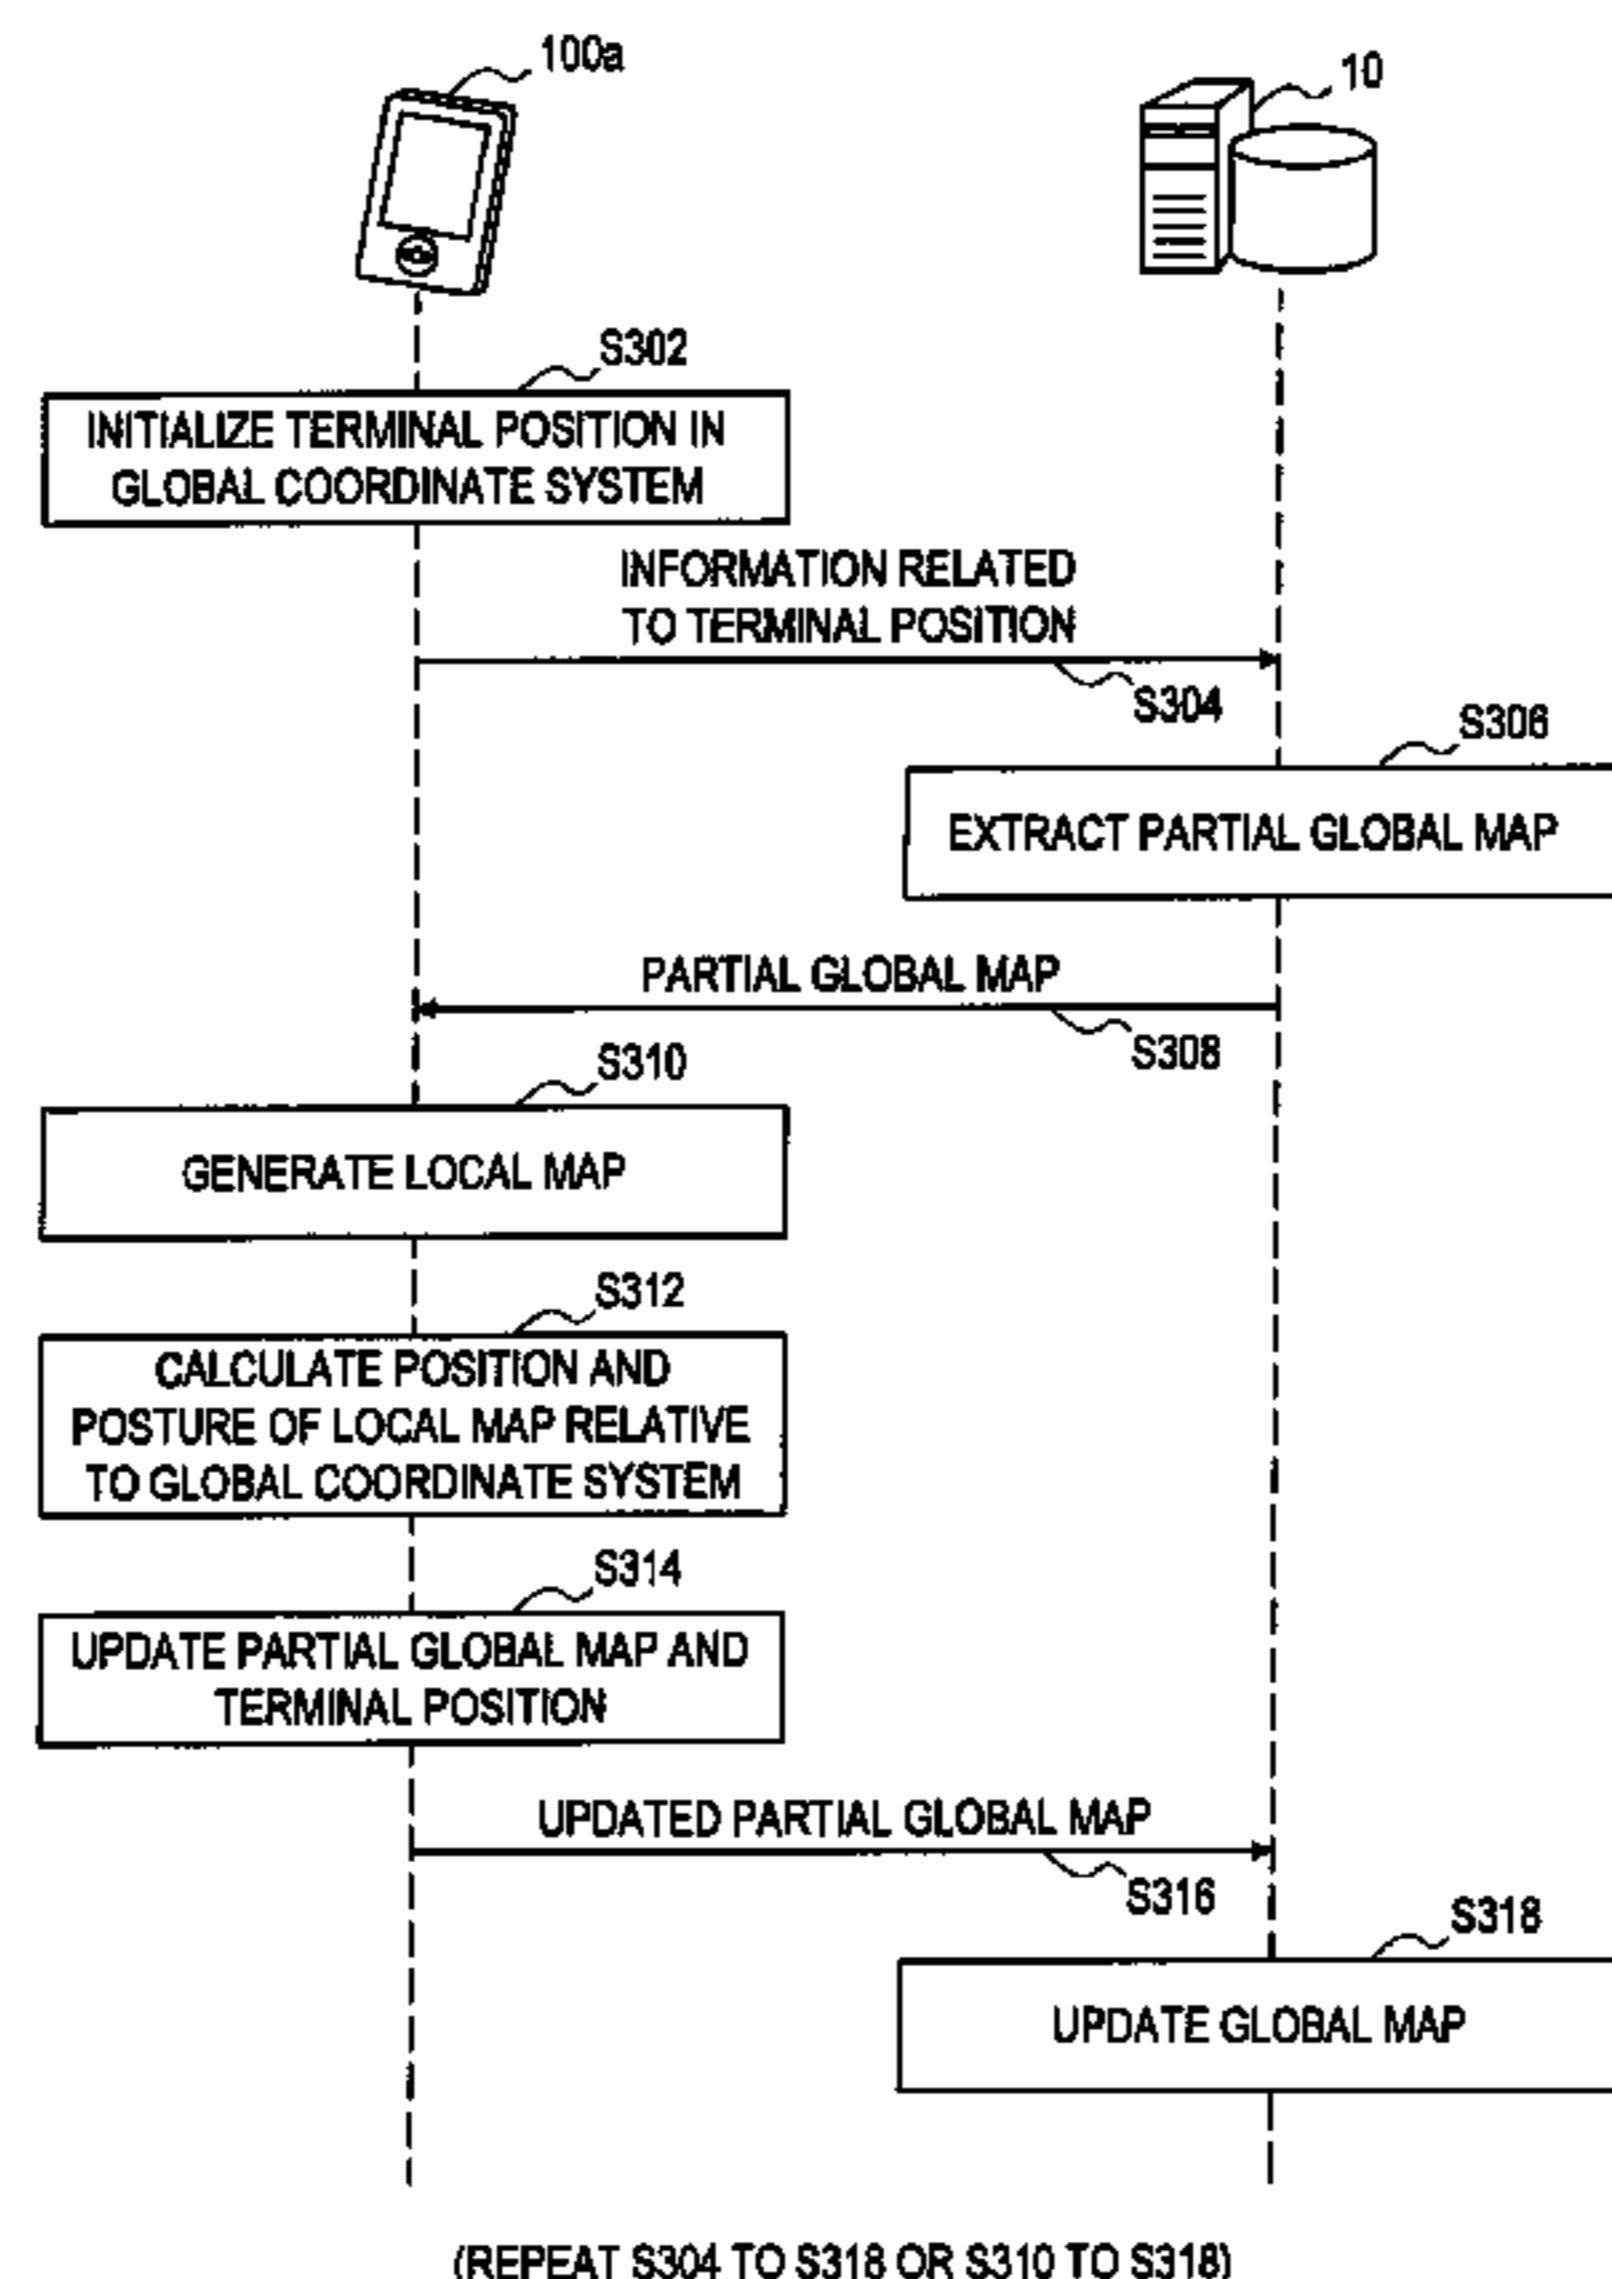 100a
10
S302
INITIALIZE TERMINAL POSITION IN
GLOBAL COORDINATE SYSTEM
INFORMATION RELATED
TO TERMINAL POSITION
S304
S306
EXTRACT PARTIAL GLOBAL MAP
PARTIAL GLOBAL MAP
S308
S310
GENERATE LOCAL MAP
S312
CALCULATE POSITION AND
POSTURE OF LOCAL MAP RELATIVE
TO GLOBAL COORDINATE SYSTEM
S314
UPDATE PARTIAL GLOBAL MAP AND
TERMINAL POSITION
UPDATED PARTIAL GLOBAL MAP
S316
S318
UPDATE GLOBAL MAP
(REPEAT S304 TO S318 OR S310 TO S318)